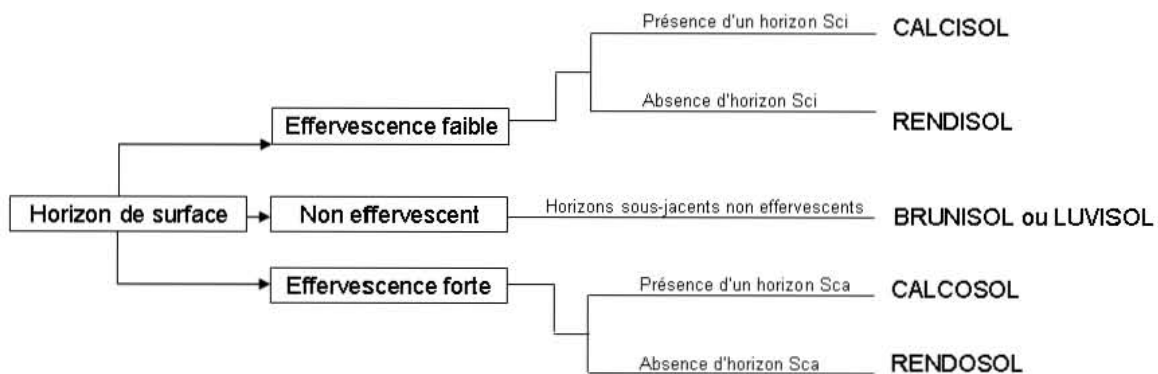 Présence d'un horizon Sci
CALCISOL
Absence d'horizon Sci
RENDISOL
Effervescence faible
Horizon de surface
Non effervescent
Horizons sous-jacents non effervescents
BRUNISOL ou LUVISOL
Effervescence forte
Présence d'un horizon Sca
CALCOSOL
Absence d'horizon Sca
RENDOSOL